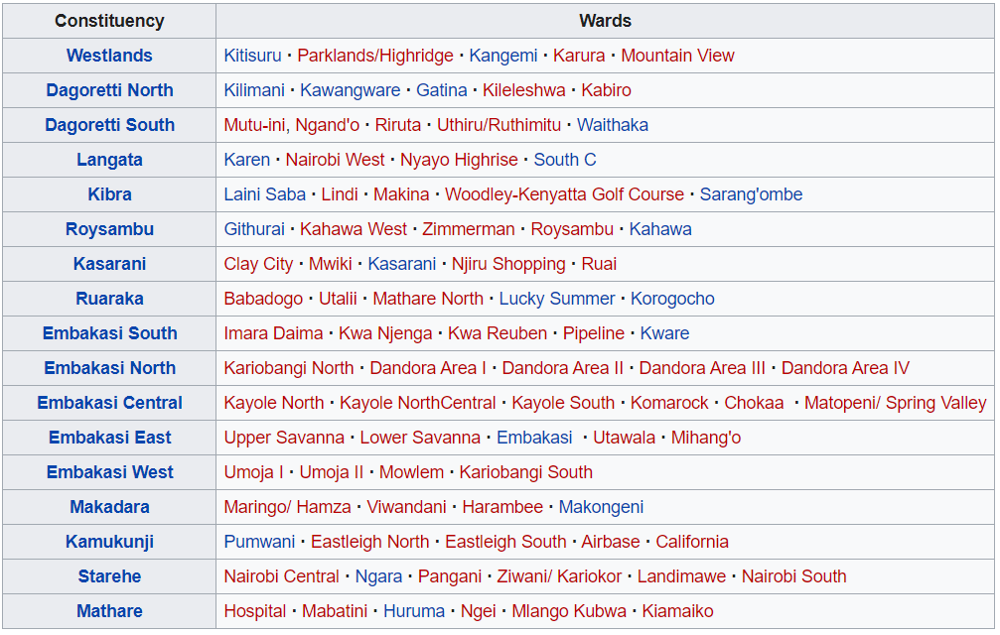 Constituency Wards
Westlands Kitisuru · Parklands/Highridge · Kangemi · Karura · Mountain View
Dagoretti North Kilimani · Kawangware · Gatina · Kileleshwa · Kabiro
Dagoretti South Mutu-ini, Ngand'o · Riruta · Uthiru/Ruthimitu · Waithaka
Langata Karen · Nairobi West · Nyayo Highrise · South C
Kibra Laini Saba · Lindi · Makina · Woodley-Kenyatta Golf Course · Sarang'ombe
Roysambu Githurai · Kahawa West · Zimmerman · Roysambu · Kahawa
Kasarani Clay City · Mwiki · Kasarani · Njiru Shopping · Ruai
Ruaraka Babadogo · Utalii · Mathare North · Lucky Summer · Korogocho
Embakasi South Imara Daima · Kwa Njenga · Kwa Reuben · Pipeline · Kware
Embakasi North Kariobangi North · Dandora Area I · Dandora Area II · Dandora Area III · Dandora Area IV
Embakasi Central Kayole North · Kayole NorthCentral · Kayole South · Komarock · Chokaa · Matopeni/ Spring Valley
Embakasi East Upper Savanna · Lower Savanna · Embakasi · Utawala · Mihang'o
Embakasi West Umoja I · Umoja II · Mowlem · Kariobangi South
Makadara Maringo/ Hamza · Viwandani · Harambee · Makongeni
Kamukunji Pumwani · Eastleigh North · Eastleigh South · Airbase · California
Starehe Nairobi Central · Ngara · Pangani · Ziwani/ Kariokor · Landimawe · Nairobi South
Mathare Hospital · Mabatini · Huruma · Ngei · Mlango Kubwa · Kiamaiko